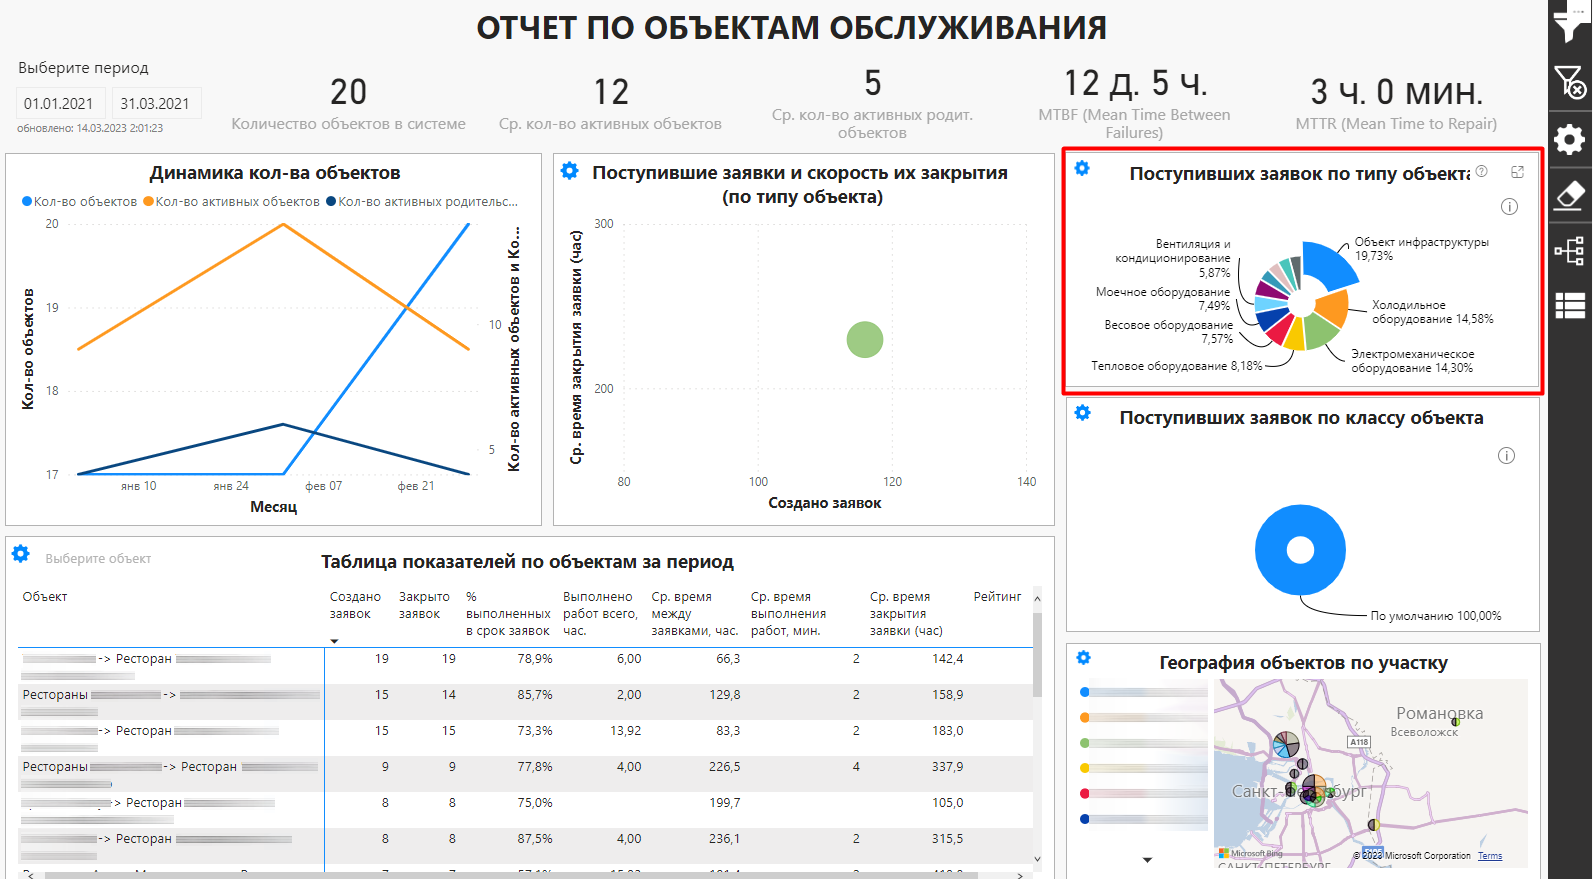 ОТЧЕТ ПО ОБЪЕКТАМ ОБСЛУЖИВАНИЯ
Выберите период
01.01.2021 31.03.2021
обновлено: 14.03.2023 2:01:23
20
Количество объектов в системе
12
Ср. кол-во активных объектов
5
Ср. кол-во активных родит.
объектов
12 д. 5 ч.
MTBF (Mean Time Between
Failures)
3 ч. 0 мин.
MTTR (Mean Time to Repair)
Динамика кол-ва объектов
Кол-во объектов Кол-во активных объектов Кол-во активных родительс...
20
19
18
17
10
5
Кол-во объектов
Кол-во активных объектов и Ко...
янв 10 янв 24 фев 07 фев 21
Месяц
Поступившие заявки и скорость их закрытия
(по типу объекта)
Ср. время закрытия заявки (час)
300
200
80 100 120 140
Создано заявок
Поступивших заявок по типу объекта
Вентиляция и
кондиционирование
5,87%
Моечное оборудование
7,49%
Весовое оборудование
7,57%
Тепловое оборудование 8,18%
Объект инфраструктуры
19,73%
Холодильное
оборудование 14,58%
Электромеханическое
оборудование 14,30%
Поступивших заявок по классу объекта
По умолчанию 100,00%
Выберите объект
Таблица показателей по объектам за период
Объект
Создано
заявок
Закрыто
заявок
%
выполненных
в срок заявок
Выполнено
работ всего,
час.
Ср. время
между
заявками, час.
Ср. время
выполнения
работ, мин.
Ср. время
закрытия
заявки (час)
Рейтинг
-> Ресторан 19 19 78,9% 6,00 66,3 2 142,4
Рестораны -> 15 14 85,7% 2,00 129,8 2 158,9
-> Ресторан 15 15 73,3% 13,92 83,3 2 183,0
Рестораны -> Ресторан 9 9 77,8% 4,00 226,5 4 337,9
> Ресторан 8 8 75,0% 199,7 105,0
-> Ресторан 8 8 87,5% 4,00 236,1 2 315,5
География объектов по участку
Романовка
Всеволожск
А118
Санкт-Петербург
Microsoft Bing
© 2023 Microsoft Corporation Terms
САНКТ-ПЕТЕРБУРГ